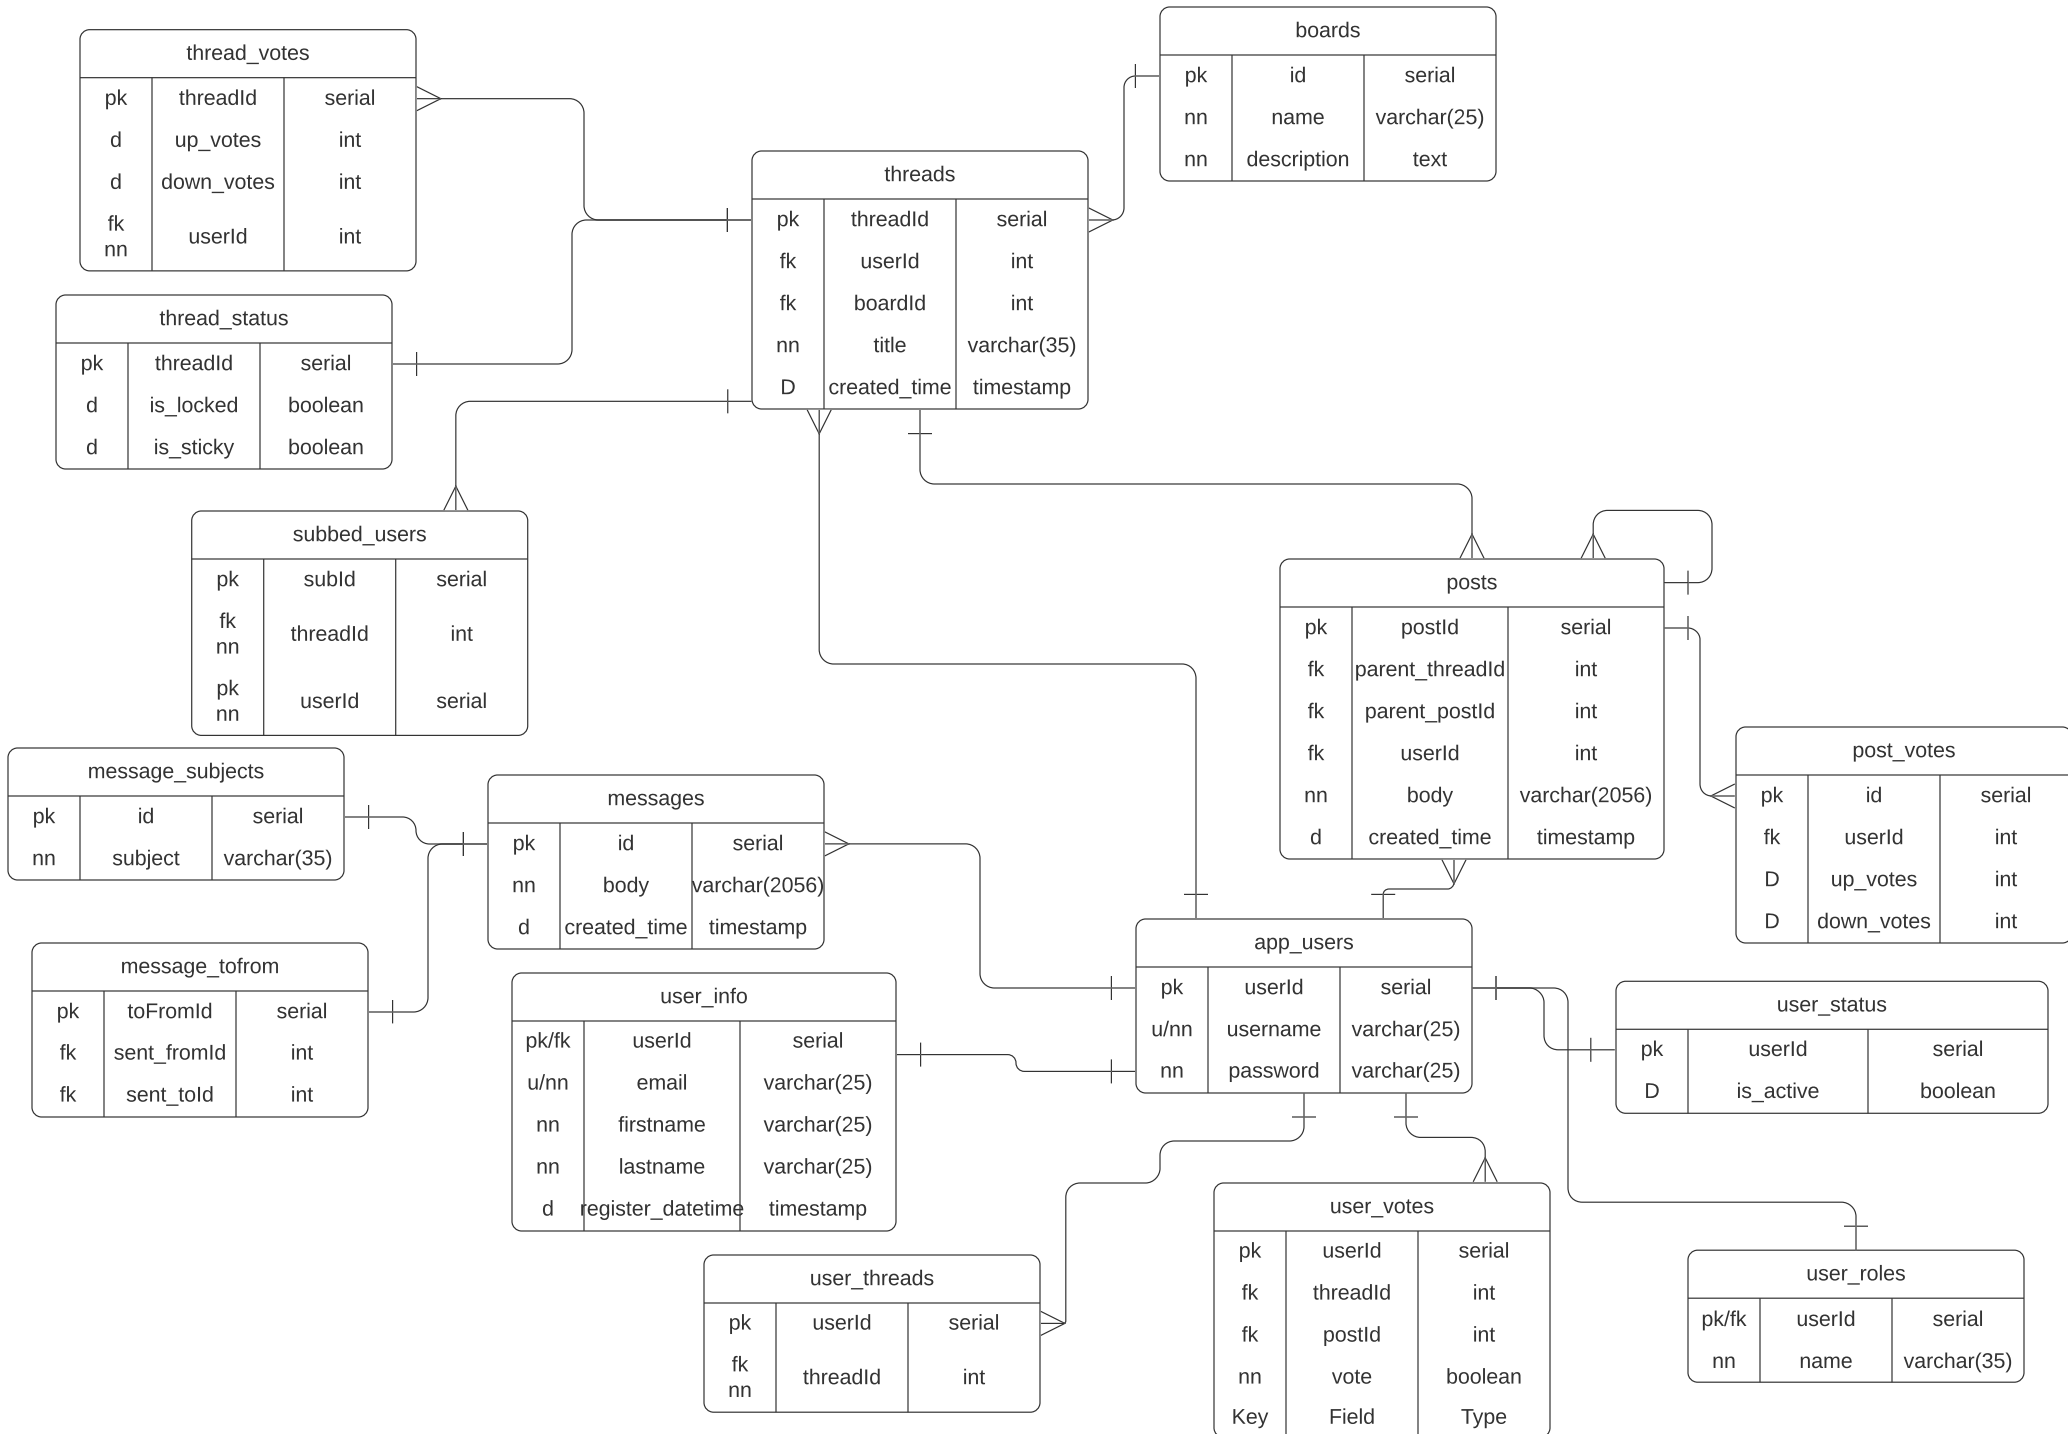 thread_votes
pk threadId serial
d up_votes int
d down_votes int
fk
nn userId int
boards
pk id serial
nn name varchar(25)
nn description text
threads
pk threadId serial
fk userId int
fk boardId int
nn title varchar(35)
D created_time timestamp
thread_status
pk threadId serial
d is_locked boolean
d is_sticky boolean
subbed_users
pk subId serial
fk
nn threadId int
pk
nn userId serial
posts
pk postId serial
fk parent_threadId int
fk parent_postId int
fk userId int
nn body varchar(2056)
d created_time timestamp
post_votes
pk id serial
fk userId int
D up_votes int
D down_votes int
message_subjects
pk id serial
nn subject varchar(35)
messages
pk id serial
nn body varchar(2056)
d created_time timestamp
message_tofrom
pk toFromId serial
fk sent_fromId int
fk sent_toId int
user_info
pk/fk userId serial
u/nn email varchar(25)
nn firstname varchar(25)
nn lastname varchar(25)
d register_datetime timestamp
app_users
pk userId serial
u/nn username varchar(25)
nn password varchar(25)
user_status
pk userId serial
D is_active boolean
user_threads
pk userId serial
fk
nn threadId int
user_votes
pk userId serial
fk threadId int
fk postId int
nn vote boolean
Key Field Type
user_roles
pk/fk userId serial
nn name varchar(35)